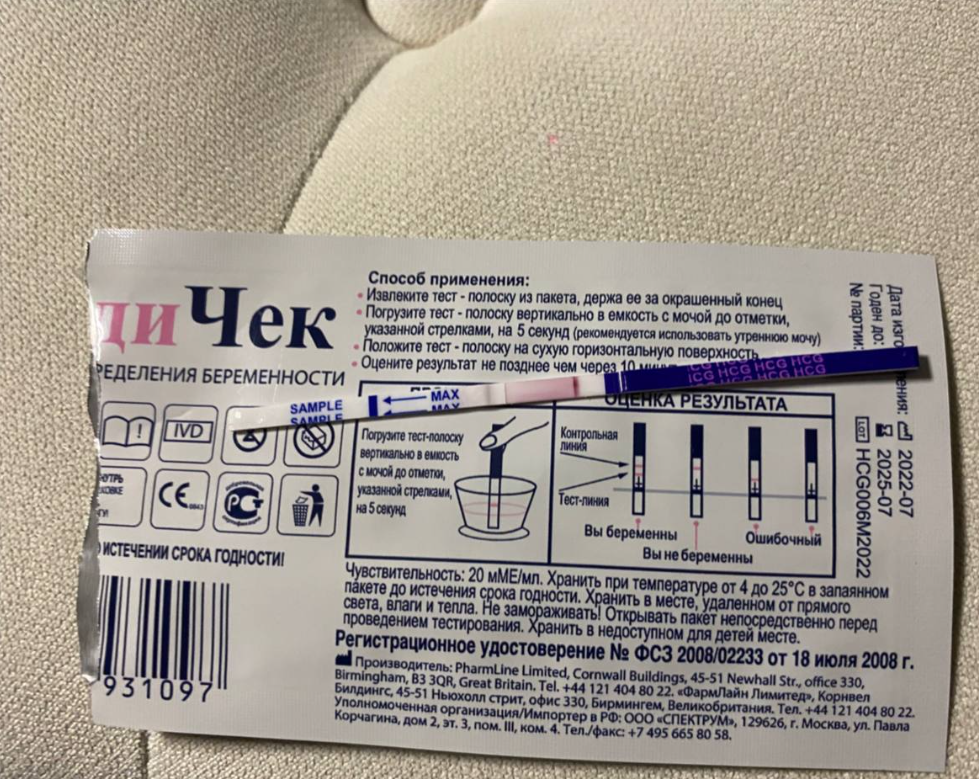 диЧек
РЕДЕЛЕНИЯ БЕРЕМЕННОСТИ
IVD
CE 0843
НУТРЬ
О ИСТЕЧЕНИИ СРОКА ГОДНОСТИ!
931097
Способ применения:
• Извлеките тест - полоску из пакета, держа ее за окрашенный конец
• Погрузите тест - полоску вертикально в емкость с мочой до отметки,
указанной стрелками, на 5 секунд (рекомендуется использовать утреннюю мочу)
• Положите тест - полоску на сухую горизонтальную поверхность
• Оцените результат не позднее чем через 10
SAMPLE
SAMPLE
MAX
MAX
HCG HCG HCG HCG
HCG HCG HCG HCG
Погрузите тест-полоску
вертикально в емкость
с мочой до отметки,
указанной стрелками,
на 5 секунд
ОЦЕНКА РЕЗУЛЬТАТА
Контрольная
линия
Тест-линия
Вы беременны
Вы не беременны
Ошибочный
Дата изго ления: 2022-07
Годен до: 2025-07
№ партии: LOT HCG006M2022
Чувствительность: 20 мМЕ/мл. Хранить при температуре от 4 до 25°С в запаянном
пакете до истечения срока годности. Хранить в месте, удаленном от прямого
света, влаги и тепла. Не замораживать! Открывать пакет непосредственно перед
проведением тестирования. Хранить в недоступном для детей месте.
Регистрационное удостоверение № ФСЗ 2008/02233 от 18 июля 2008 г.
Производитель: PharmLine Limited, Cornwall Buildings, 45-51 Newhall Str., office 330,
Birmingham, B3 3QR, Great Britain. Tel. +44 121 404 80 22. «ФармЛайн Лимитед», Корнвел
Билдингс, 45-51 Ньюхолл стрит, офис 330, Бирмингем, Великобритания. Тел. +44 121 404 80 22.
Уполномоченная организация/Импортер в РФ: ООО «СПЕКТРУМ», 129626, г. Москва, ул. Павла
Корчагина, дом 2, эт. 3, пом. III, ком. 4. Тел./факс: +7 495 665 80 58.